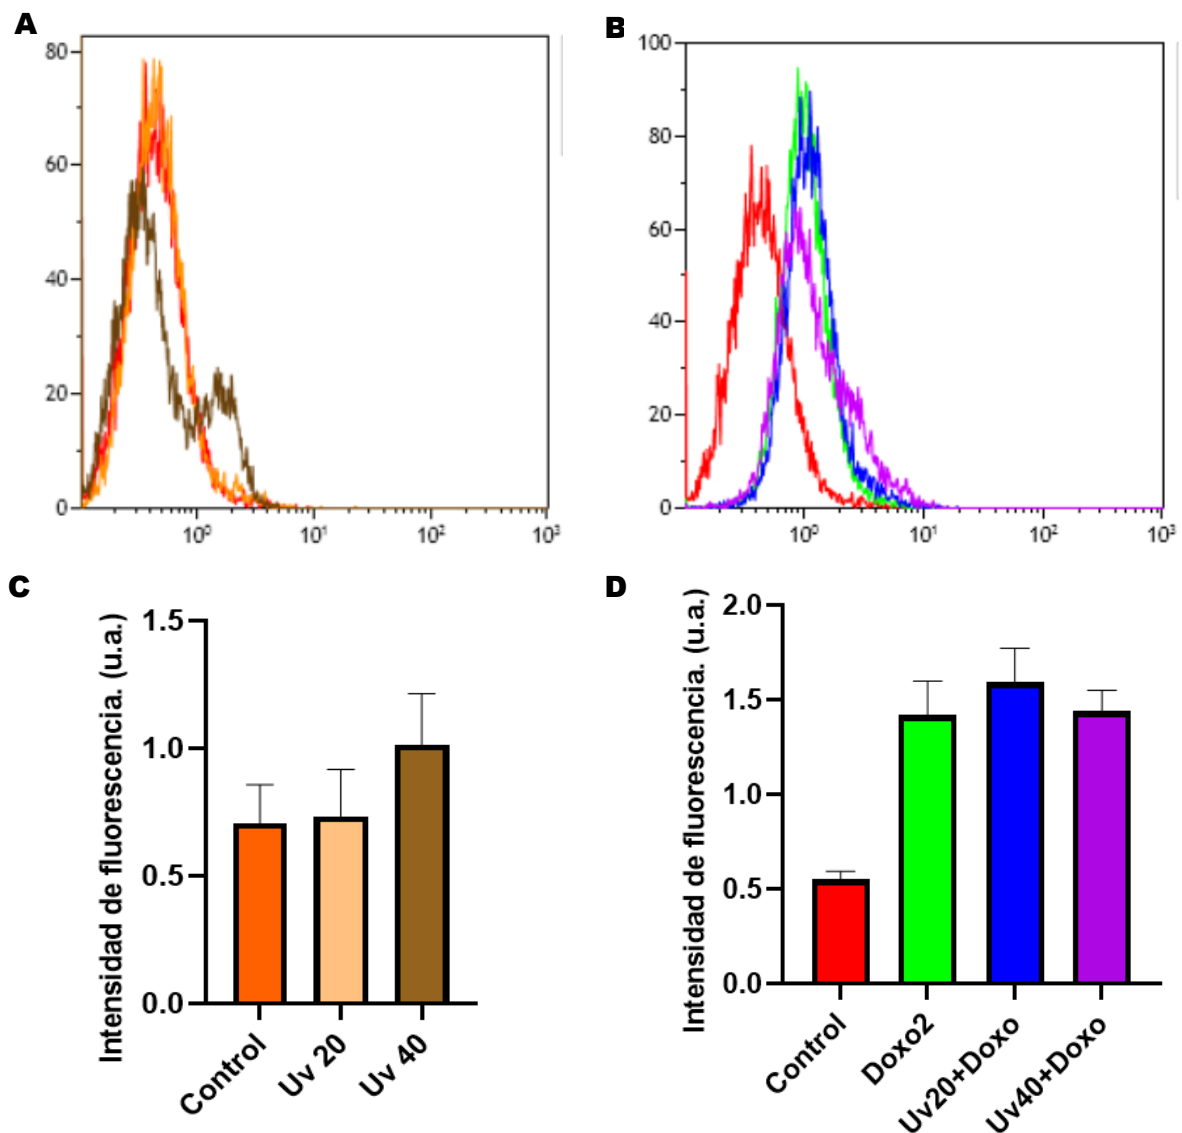 A
80
60
40
20
0
10⁰
10¹
10²
10³
B
100
80
60
40
20
0
10⁰
10¹
10²
10³
C
Intensidad de fluorescencia. (u.a.)
1.5
1.0
0.5
0.0
Control
Uv 20
Uv 40
D
Intensidad de fluorescencia. (u.a.)
2.0
1.5
1.0
0.5
0.0
Control
Doxo2
Uv20+Doxo
Uv40+Doxo